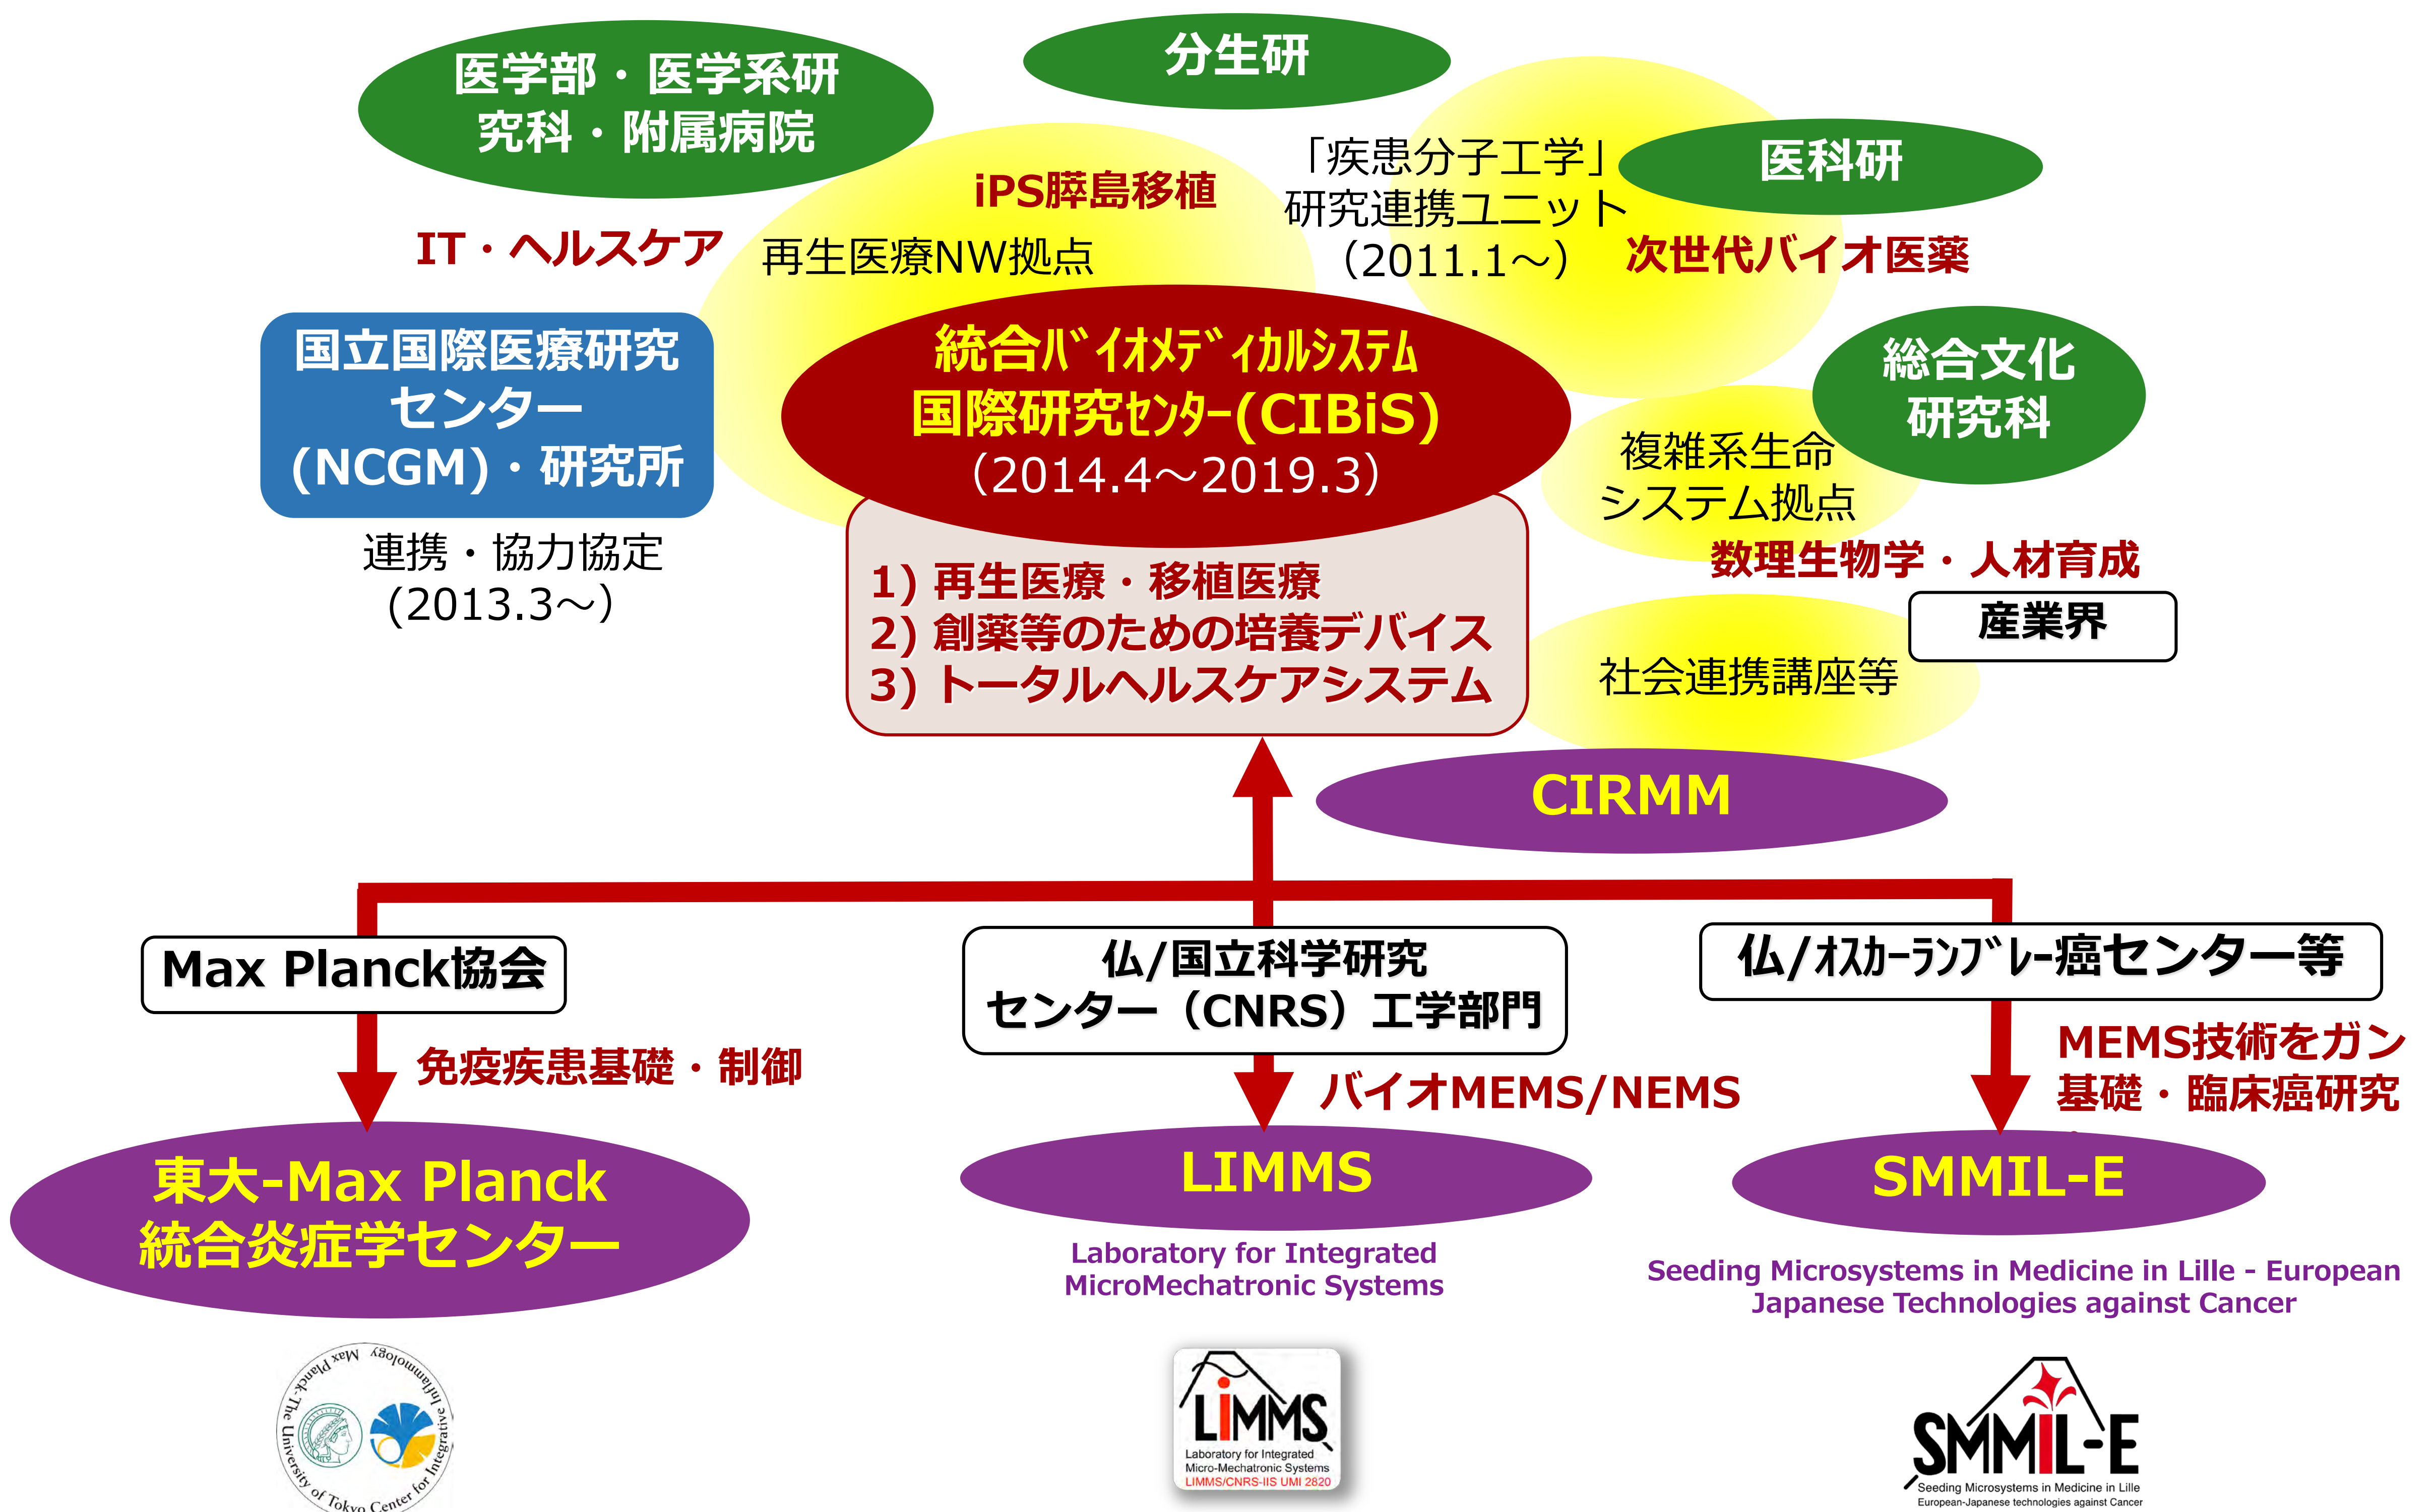 医学部・医学系研
究科・附属病院
分生研
医科研
「疾患分子工学」
研究連携ユニット
（2011.1～）
iPS膵島移植
IT・ヘルスケア
再生医療NW拠点
次世代バイオ医薬
国立国際医療研究
センター
(NCGM)・研究所
連携・協力協定
(2013.3～）
統合ﾊﾞｲｵﾒﾃﾞｨｶﾙｼｽﾃﾑ
国際研究ｾﾝﾀｰ(CIBiS)
（2014.4～2019.3）
1) 再生医療・移植医療
2) 創薬等のための培養デバイス
3) トータルヘルスケアシステム
総合文化
研究科
複雑系生命
システム拠点
数理生物学・人材育成
産業界
社会連携講座等
CIRMM
Max Planck協会
免疫疾患基礎・制御
東大-Max Planck
統合炎症学センター
仏/国立科学研究
センター（CNRS）工学部門
バイオMEMS/NEMS
LIMMS
Laboratory for Integrated
MicroMechatronic Systems
仏/ｵｽｶｰﾗﾝﾌﾞﾚｰ癌センター等
MEMS技術をガン
基礎・臨床癌研究
SMMIL-E
Seeding Microsystems in Medicine in Lille - European
Japanese Technologies against Cancer
Max Planck-The University of Tokyo Center for Integrative Inflammology
LiMMS
Laboratory for Integrated
Micro-Mechatronic Systems
LIMMS/CNRS-IIS UMI 2820
SMMIL-E
Seeding Microsystems in Medicine in Lille
European-Japanese technologies against Cancer